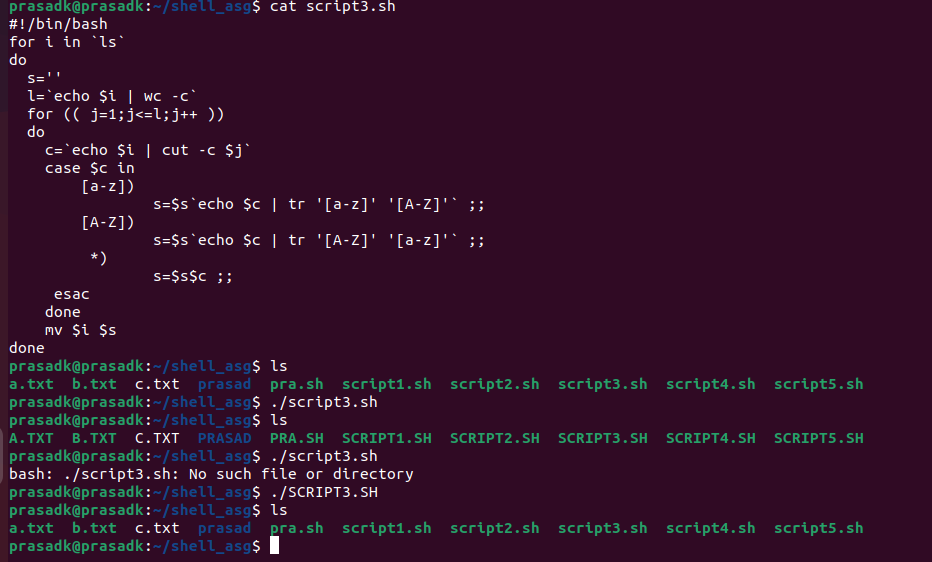 prasadk@prasadk:~/shell_asg$ cat script3.sh
#!/bin/bash
for i in `ls`
do
  s=''
  l=`echo $i | wc -c`
  for (( j=1;j<=l;j++ ))
  do
    c=`echo $i | cut -c $j`
    case $c in
        [a-z])
                s=$s`echo $c | tr '[a-z]' '[A-Z]'` ;;
        [A-Z])
                s=$s`echo $c | tr '[A-Z]' '[a-z]'` ;;
         *)
                s=$s$c ;;
     esac
    done
    mv $i $s
done
prasadk@prasadk:~/shell_asg$ ls
a.txt  b.txt  c.txt  prasad  pra.sh  script1.sh  script2.sh  script3.sh  script4.sh  script5.sh
prasadk@prasadk:~/shell_asg$ ./script3.sh
prasadk@prasadk:~/shell_asg$ ls
A.TXT  B.TXT  C.TXT  PRASAD  PRA.SH  SCRIPT1.SH  SCRIPT2.SH  SCRIPT3.SH  SCRIPT4.SH  SCRIPT5.SH
prasadk@prasadk:~/shell_asg$ ./script3.sh
bash: ./script3.sh: No such file or directory
prasadk@prasadk:~/shell_asg$ ./SCRIPT3.SH
prasadk@prasadk:~/shell_asg$ ls
a.txt  b.txt  c.txt  prasad  pra.sh  script1.sh  script2.sh  script3.sh  script4.sh  script5.sh
prasadk@prasadk:~/shell_asg$